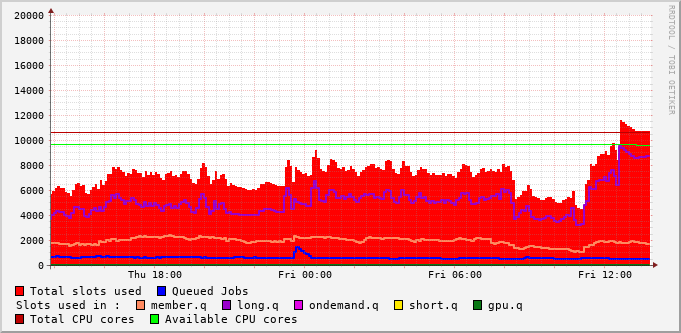 20000
18000
16000
14000
12000
10000
8000
6000
4000
2000
0
Thu 18:00 Fri 00:00 Fri 06:00 Fri 12:00
Total slots used Queued Jobs
Slots used in : member.q long.q ondemand.q short.q gpu.q
Total CPU cores Available CPU cores
RRDTOOL / TOBI OETIKER